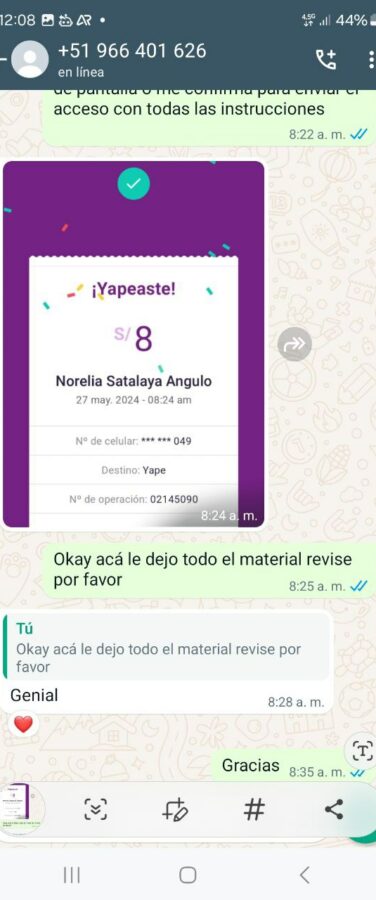 12:08
4,5G
44%
+51 966 401 626
en línea
de pantalla o me confirma para enviar el
acceso con todas las instrucciones
8:22 a. m.
¡Yapeaste!
S/ 8
Norelia Satalaya Angulo
27 may. 2024 - 08:24 am
Nº de celular: *** *** 049
Destino: Yape
Nº de operación: 02145090
8:24 a. m.
Okay acá le dejo todo el material revise
por favor
8:25 a. m.
Tú
Okay acá le dejo todo el material revise por
favor
Genial
8:28 a. m.
Gracias
8:35 a. m.